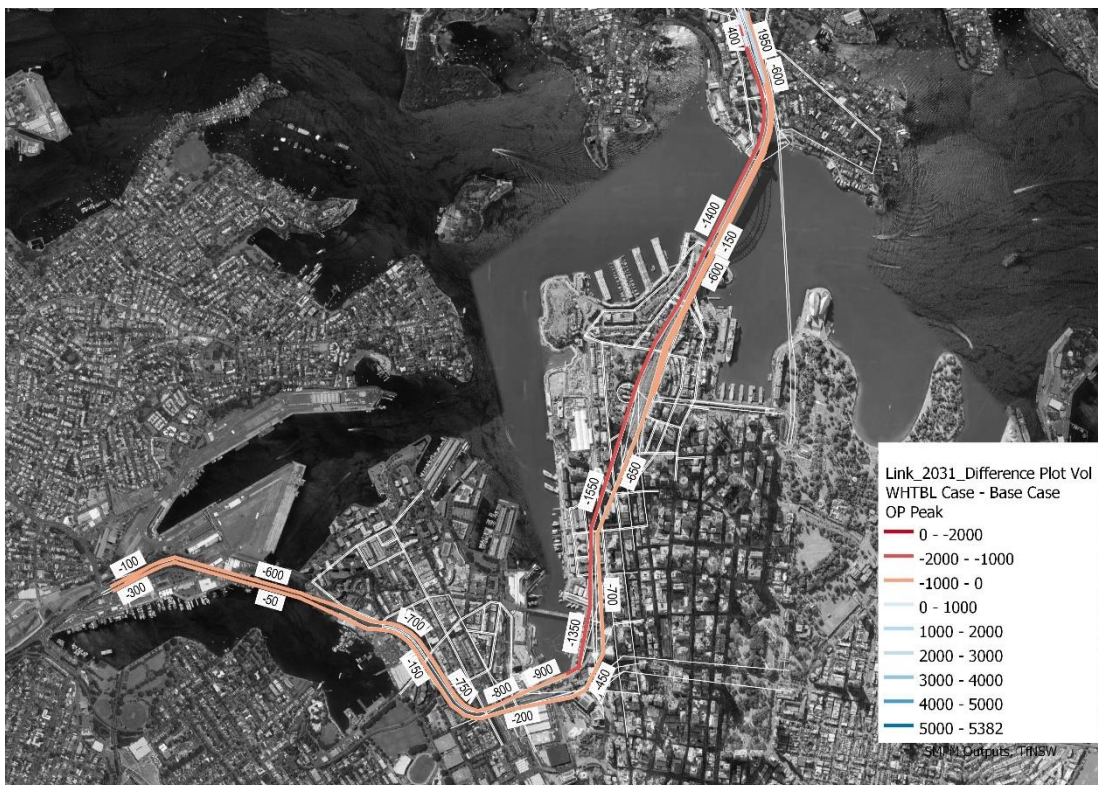 400
1950
-600
-1400
-150
-600
-650
-1550
-700
-1350
-450
-100
-300
-600
-50
-700
-150
-750
-800
-900
-200
Link_2031_Difference Plot Vol
WHTBL Case - Base Case
OP Peak
0 - -2000
-2000 - -1000
-1000 - 0
0 - 1000
1000 - 2000
2000 - 3000
3000 - 4000
4000 - 5000
5000 - 5382
SMPM Outputs, TfNSW